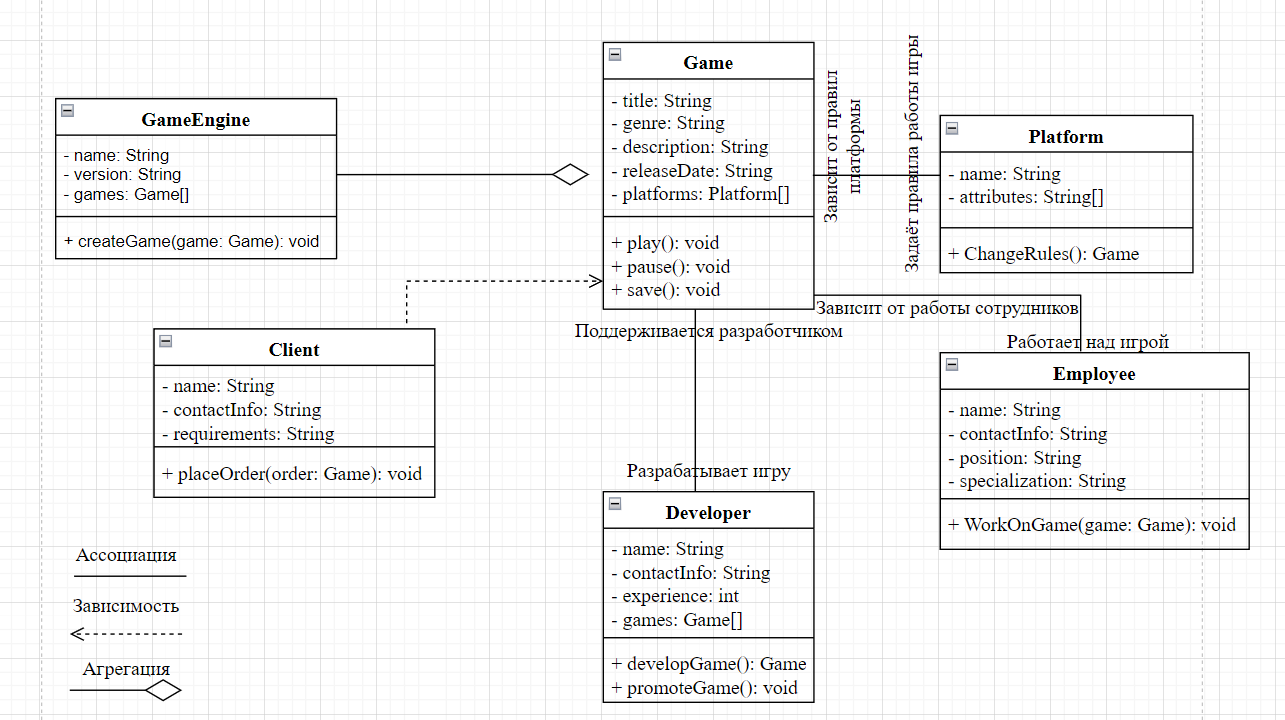 GameEngine
- name: String
- version: String
- games: Game[]
+ createGame(game: Game): void
Game
- title: String
- genre: String
- description: String
- releaseDate: String
- platforms: Platform[]
+ play(): void
+ pause(): void
+ save(): void
Зависит от правил
платформы
Задаёт правила работы игры
Platform
- name: String
- attributes: String[]
+ ChangeRules(): Game
Зависит от работы сотрудников
Поддерживается разработчиком
Работает над игрой
Client
- name: String
- contactInfo: String
- requirements: String
+ placeOrder(order: Game): void
Employee
- name: String
- contactInfo: String
- position: String
- specialization: String
+ WorkOnGame(game: Game): void
Разрабатывает игру
Developer
- name: String
- contactInfo: String
- experience: int
- games: Game[]
+ developGame(): Game
+ promoteGame(): void
Ассоциация
Зависимость
Агрегация